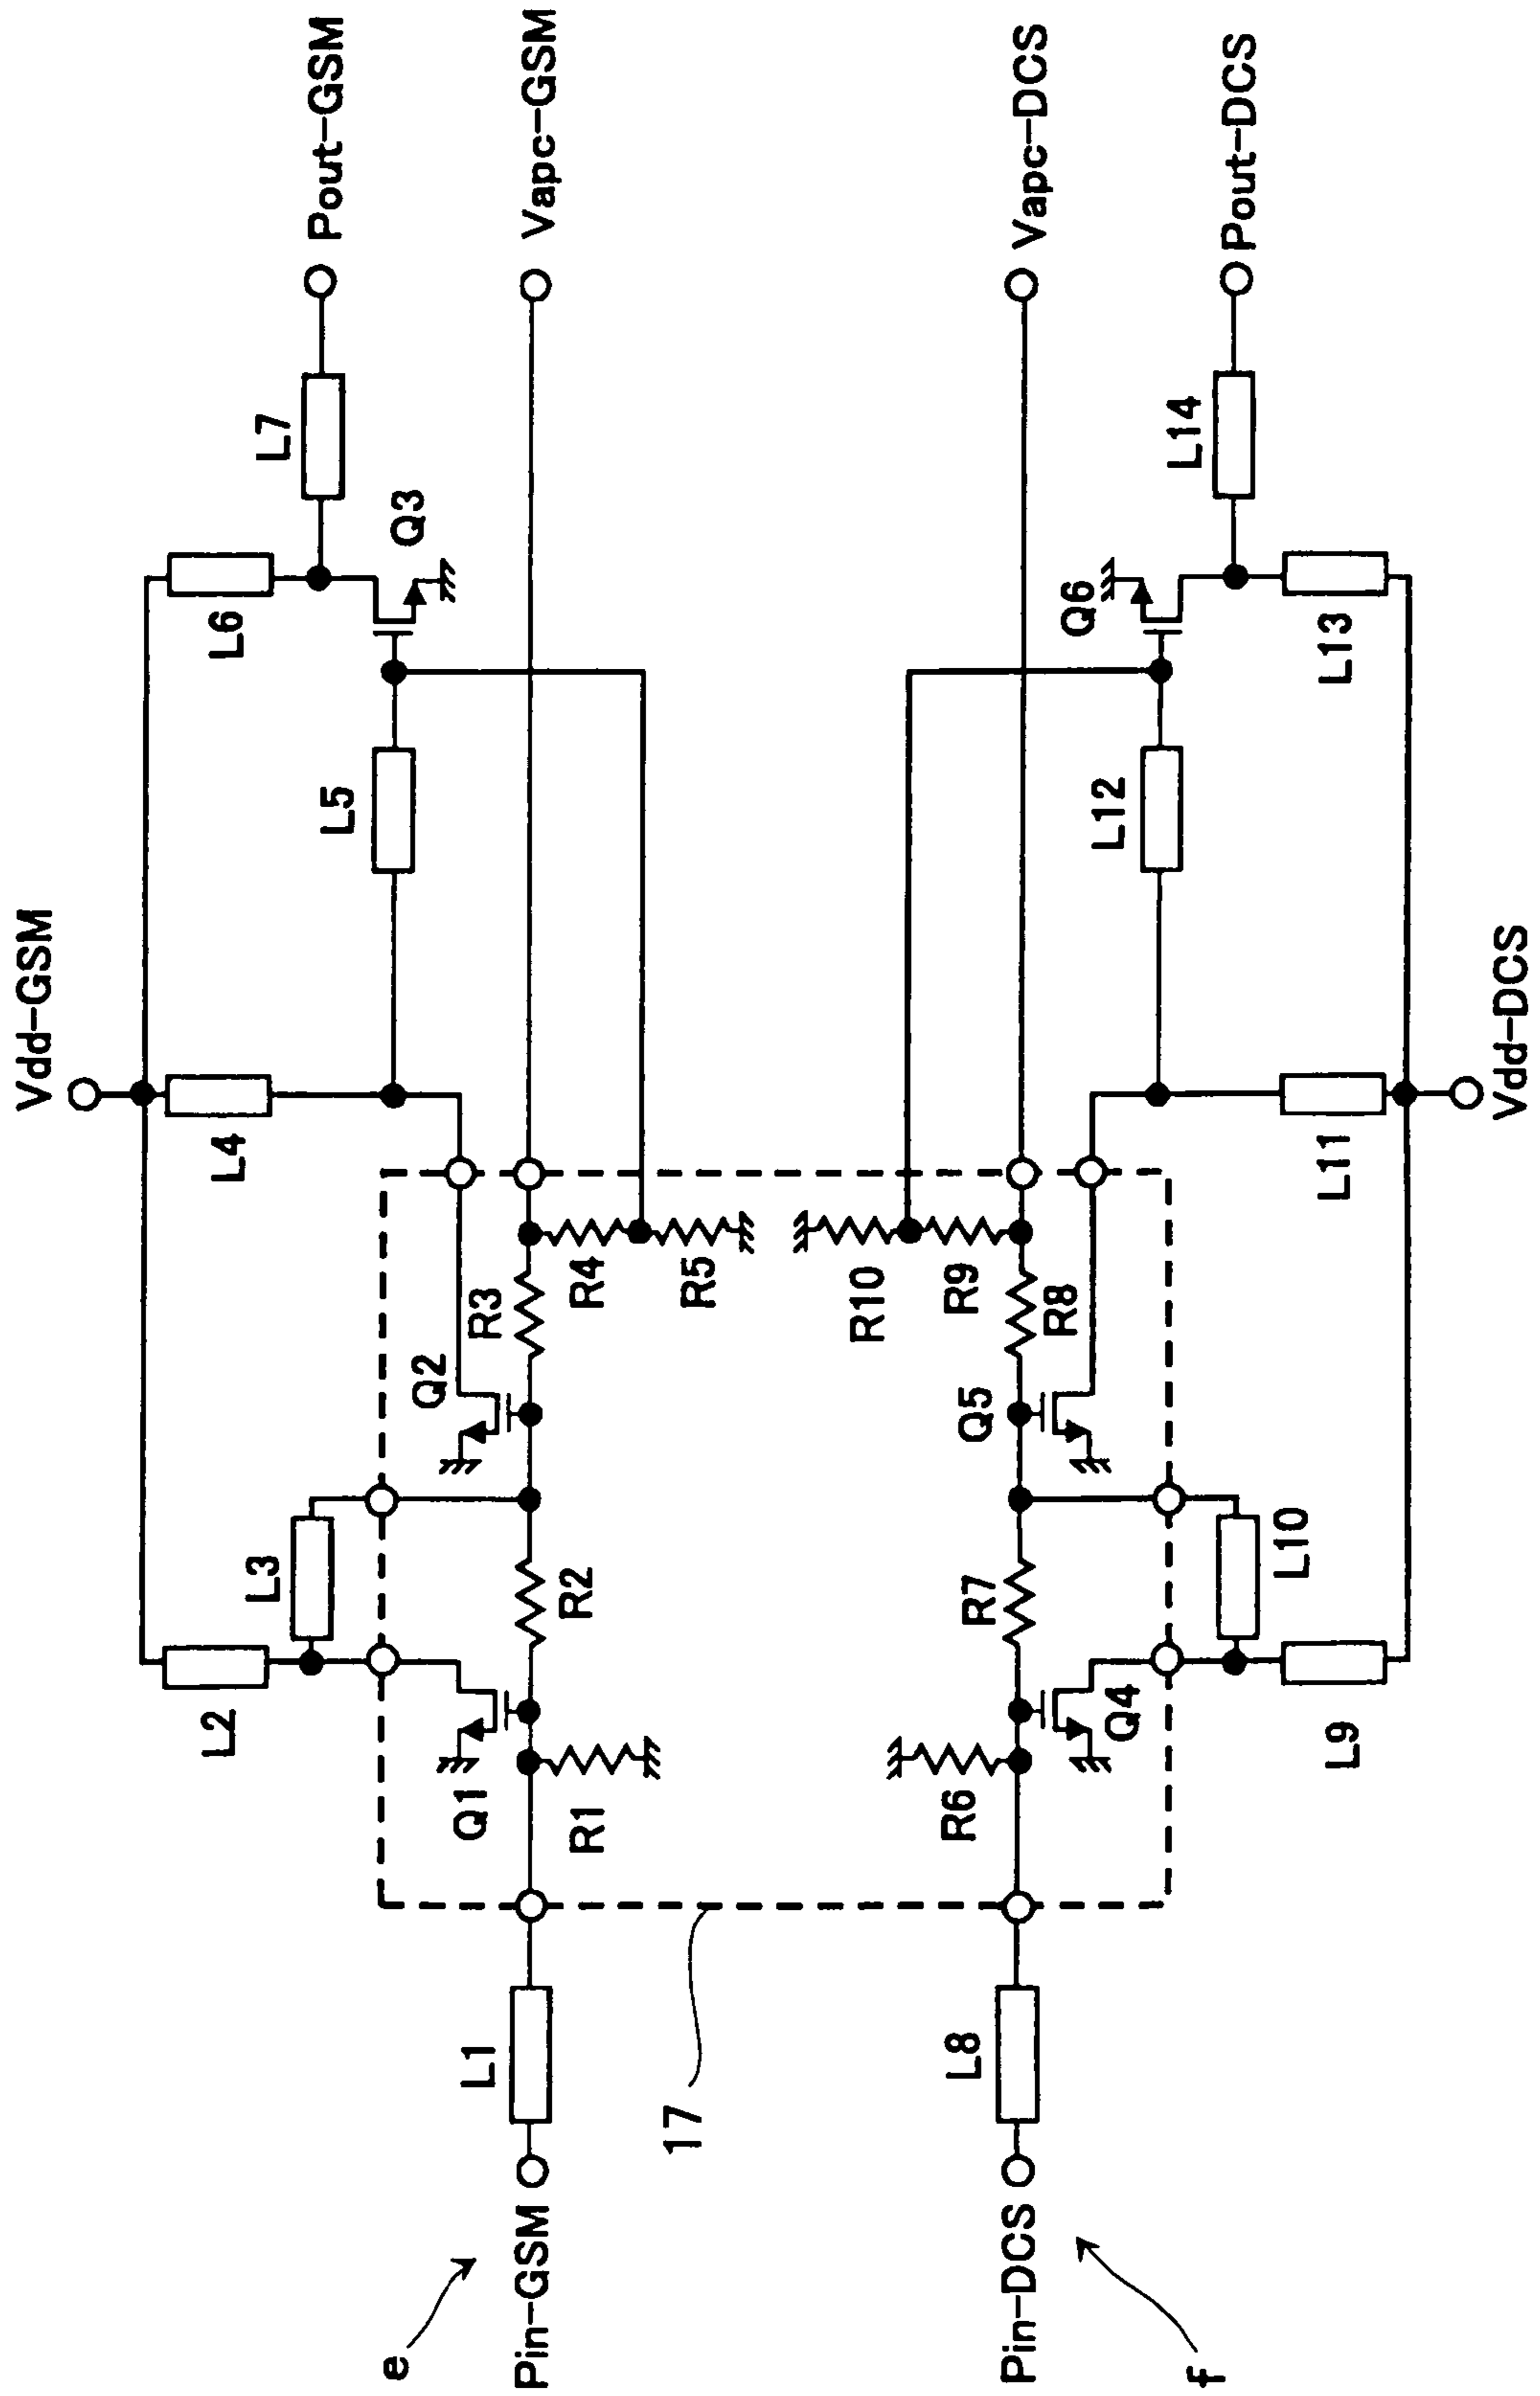 Vdd-GSM
L2
L4
L6
L7
Pout-GSM
L3
L5
Q3
e
Q1
Q2
R3
L1
Pin-GSM
R1
R2
R4
Vapc-GSM
R5
17
R10
R6
R7
Q5
R9
L8
Pin-DCS
R8
Vapc-DCS
Q6
Q4
L12
f
L10
L14
Pout-DCS
L9
L11
L13
Vdd-DCS